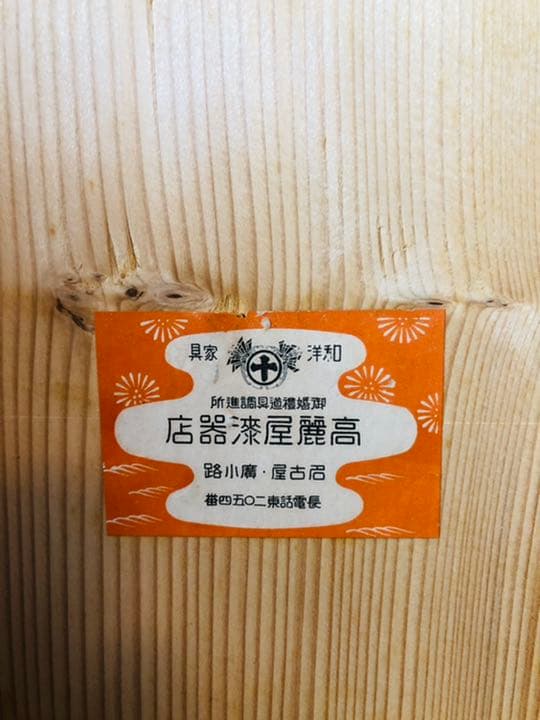 和洋 十 家具
御婚禮道具調進所
高麗屋漆器店
名古屋・廣小路
長電話東二〇五四番